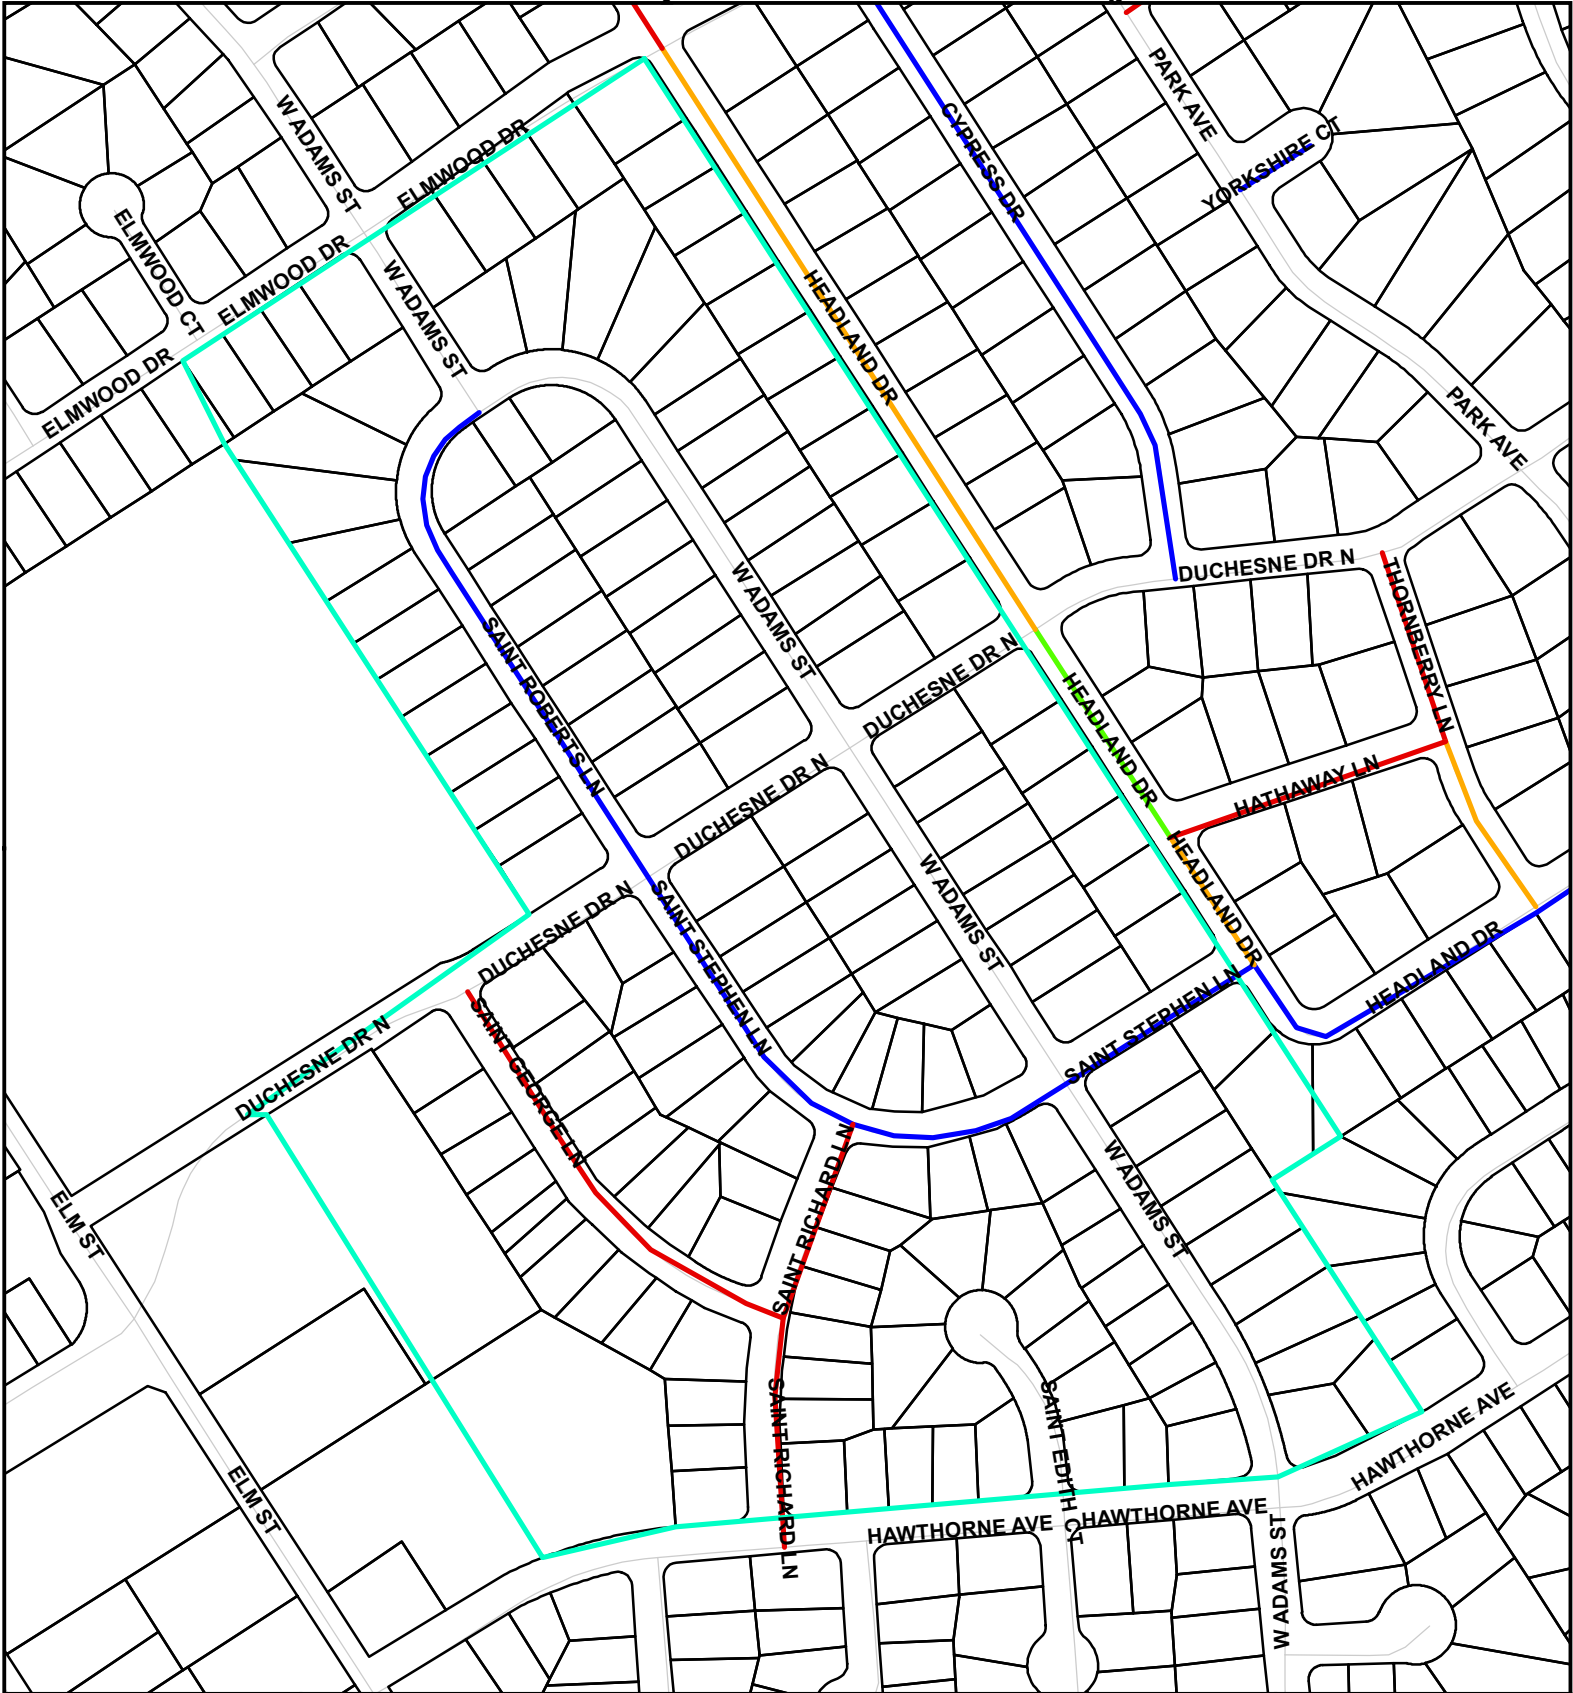 PARK AVE
W ADAMS ST
CYPRESS DR
YORKSHIRE CT
ELMWOOD DR
ELMWOOD CT
ELMWOOD DR
W ADAMS ST
HEADLAND DR
ELMWOOD DR
PARK AVE
DUCHESNE DR N
W ADAMS ST
THORNBERRY LN
SAINT ROBERTS LN
DUCHESNE DR N
HEADLAND DR
DUCHESNE DR N
HATHAWAY LN
HEADLAND DR
W ADAMS ST
DUCHESNE DR N
SAINT STEPHEN LN
HEADLAND DR
SAINT STEPHEN LN
SAINT GEORGE LN
DUCHESNE DR N
SAINT RICHARD LN
W ADAMS ST
ELM ST
SAINT RICHARD LN
SAINT EDITH CT
HAWTHORNE AVE
ELM ST
HAWTHORNE AVE
HAWTHORNE AVE
W ADAMS ST